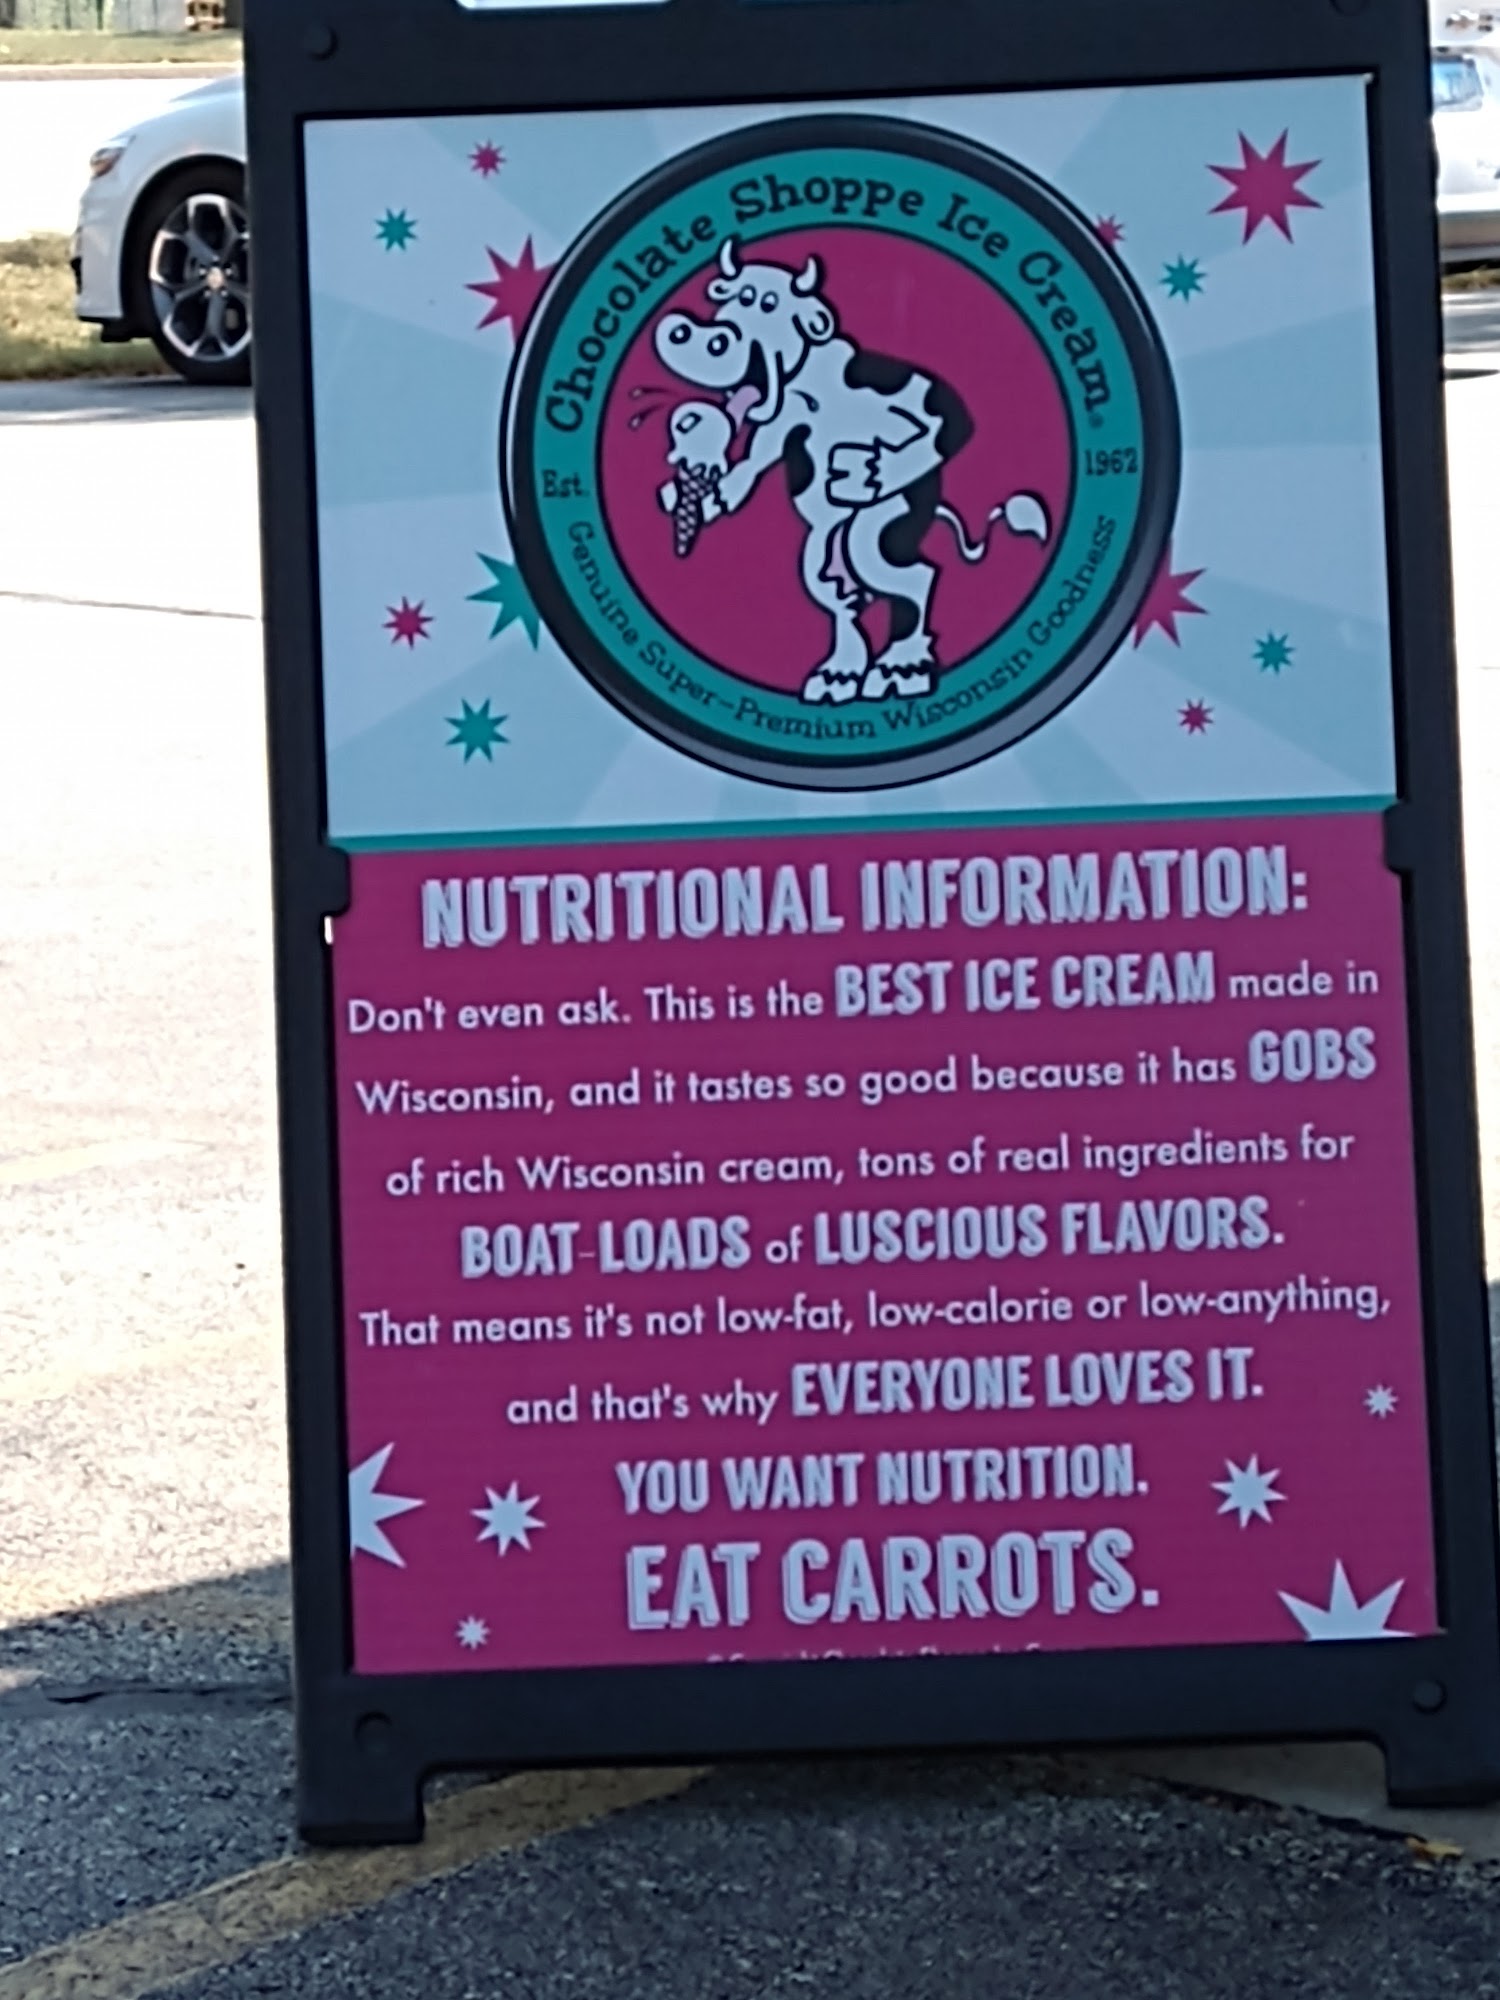 Chocolate Shoppe Ice Cream®
Est. 1962
Genuine Super-Premium Wisconsin Goodness
NUTRITIONAL INFORMATION:
Don't even ask. This is the BEST ICE CREAM made in
Wisconsin, and it tastes so good because it has GOBS
of rich Wisconsin cream, tons of real ingredients for
BOAT-LOADS of LUSCIOUS FLAVORS.
That means it's not low-fat, low-calorie or low-anything,
and that's why EVERYONE LOVES IT.
YOU WANT NUTRITION.
EAT CARROTS.